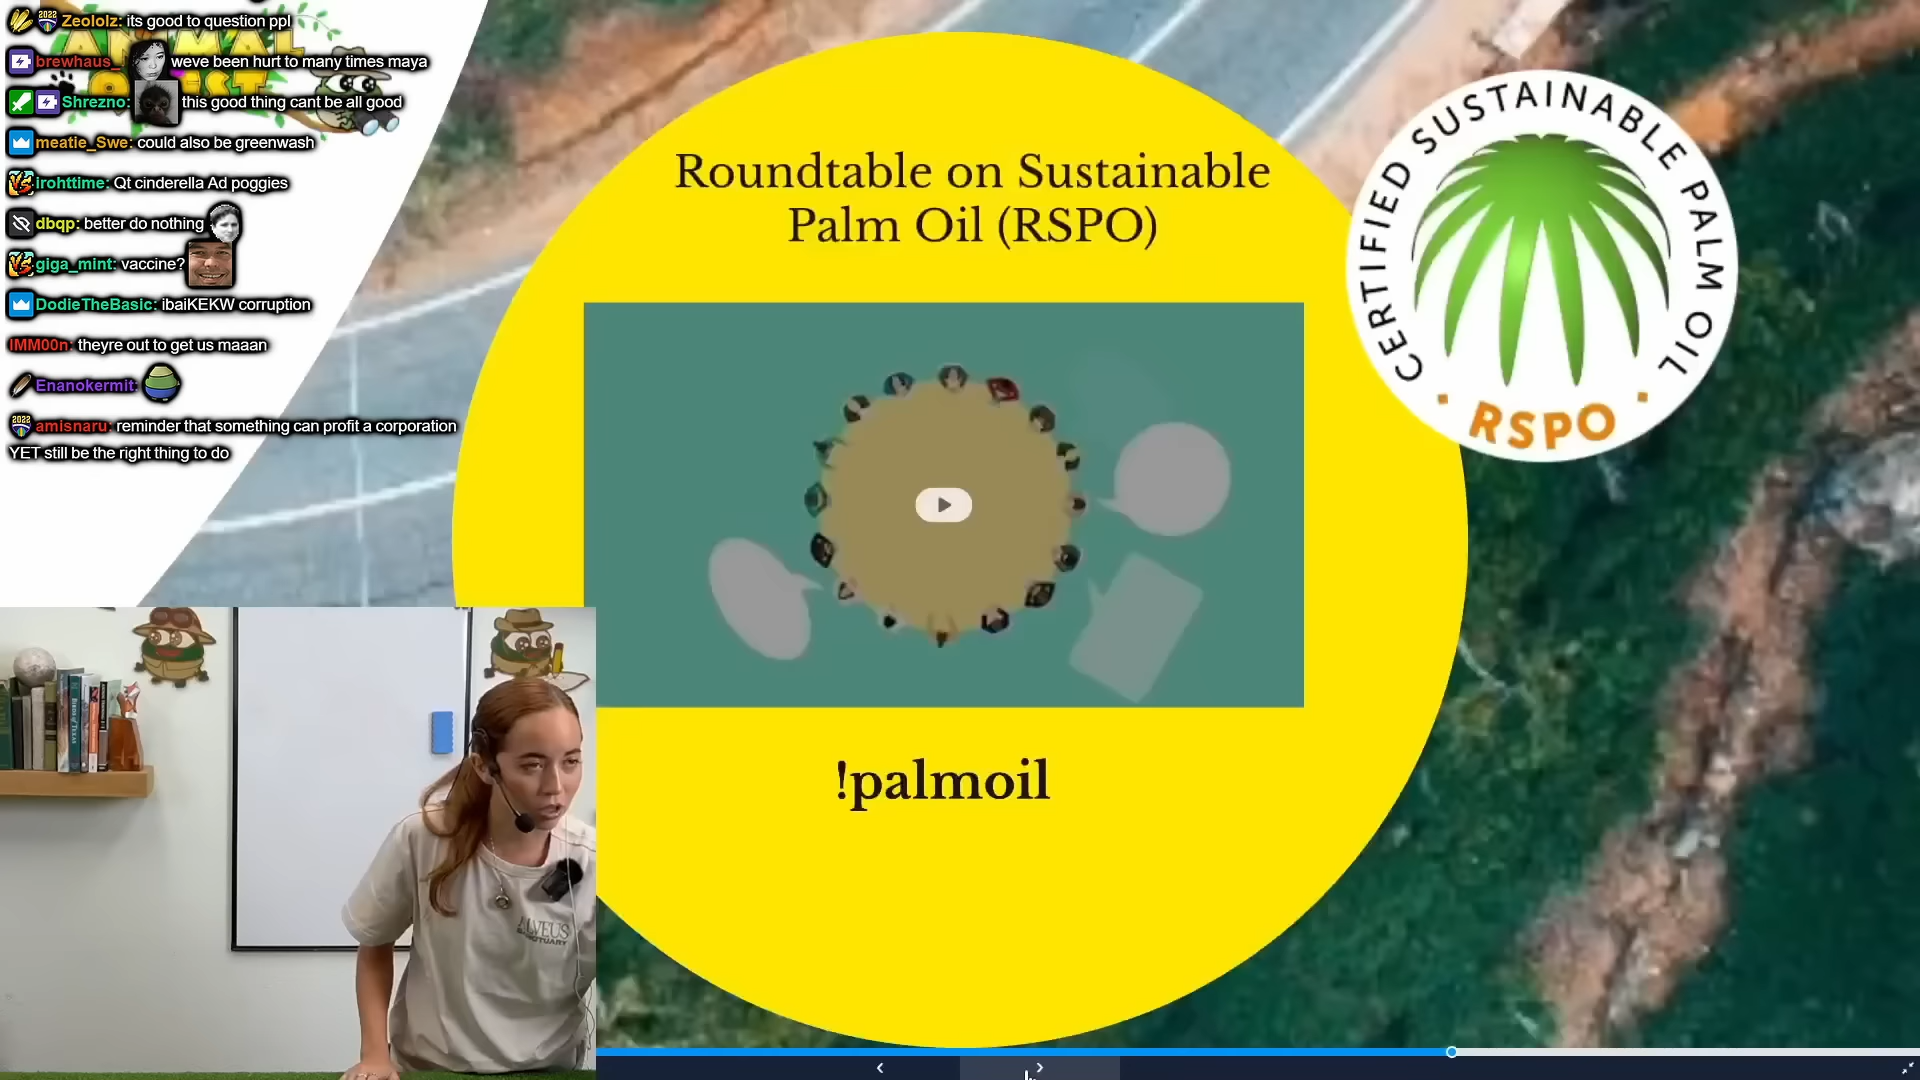 Zeololz: its good to question ppl
ANIMAL
QUEST
brewhaus_ weve been hurt to many times maya
Shrezno: this good thing cant be all good
meatie_Swe: could also be greenwash
irohttime: Qt cinderella Ad poggies
dbqp: better do nothing
giga_mint: vaccine?
DodieTheBasic: ibaiKEKW corruption
IMM00n: theyre out to get us maaan
Enanokermit:
amisnaru: reminder that something can profit a corporation
YET still be the right thing to do
Roundtable on Sustainable
Palm Oil (RSPO)
CERTIFIED SUSTAINABLE PALM OIL
RSPO
!palmoil
ALVEUS
SANCTUARY